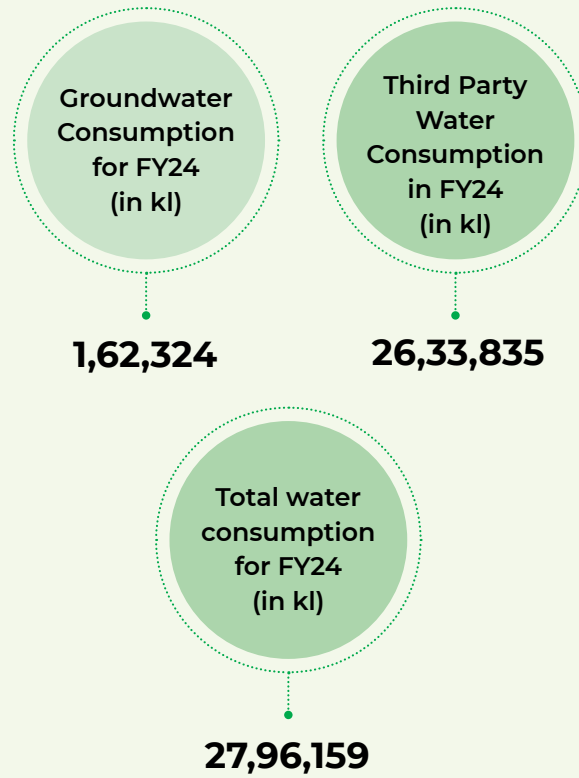 Groundwater
Consumption
for FY24
(in kl)
1,62,324
Third Party
Water
Consumption
in FY24
(in kl)
26,33,835
Total water
consumption
for FY24
(in kl)
27,96,159